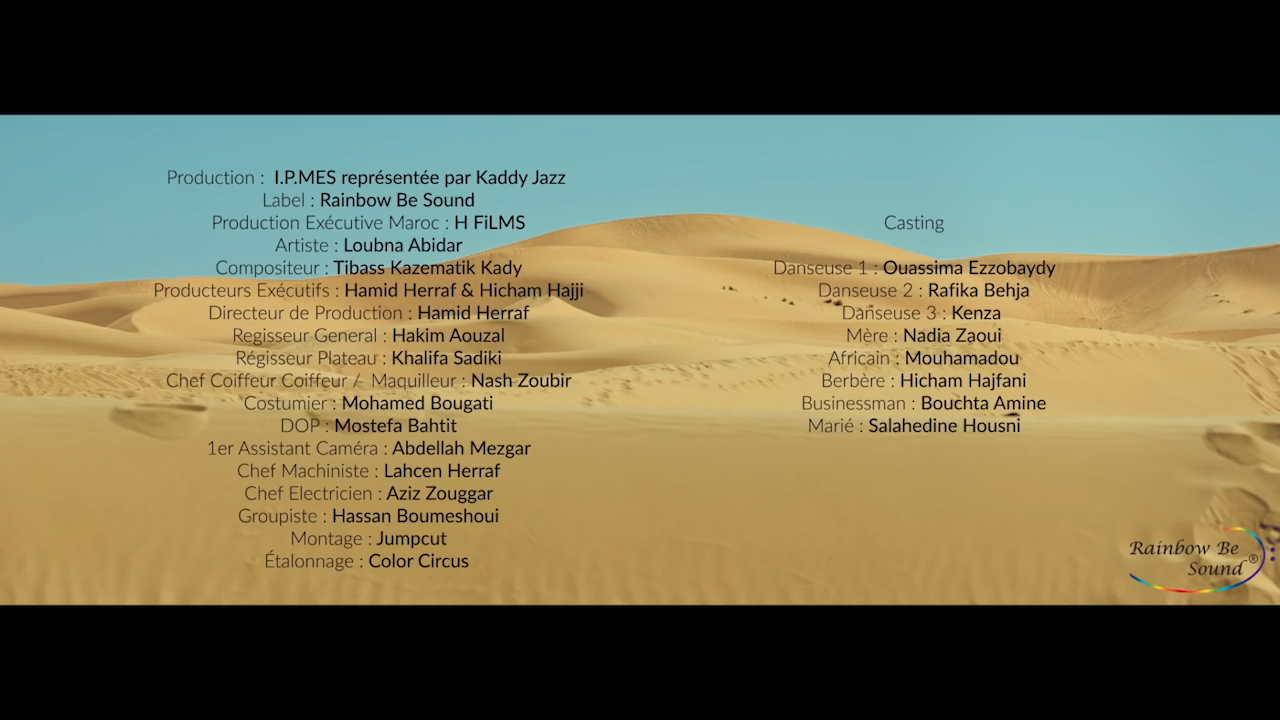 Production : I.P.MES représentée par Kaddy Jazz
Label : Rainbow Be Sound
Production Exécutive Maroc : H FiLMS
Artiste : Loubna Abidar
Compositeur : Tibass Kazematik Kady
Producteurs Exécutifs : Hamid Herraf & Hicham Hajji
Directeur de Production : Hamid Herraf
Regisseur General : Hakim Aouzal
Régisseur Plateau : Khalifa Sadiki
Chef Coiffeur Coiffeur / Maquilleur : Nash Zoubir
Costumier : Mohamed Bougati
DOP : Mostefa Bahtit
1er Assistant Caméra : Abdellah Mezgar
Chef Machiniste : Lahcen Herraf
Chef Electricien : Aziz Zouggar
Groupiste : Hassan Boumeshoui
Montage : Jumpcut
Étalonnage : Color Circus
Casting
Danseuse 1 : Ouassima Ezzobaydy
Danseuse 2 : Rafika Behja
Danseuse 3 : Kenza
Mère : Nadia Zaoui
Africain : Mouhamadou
Berbère : Hicham Hajfani
Businessman : Bouchta Amine
Marié : Salahedine Housni
Rainbow Be
Sound ®